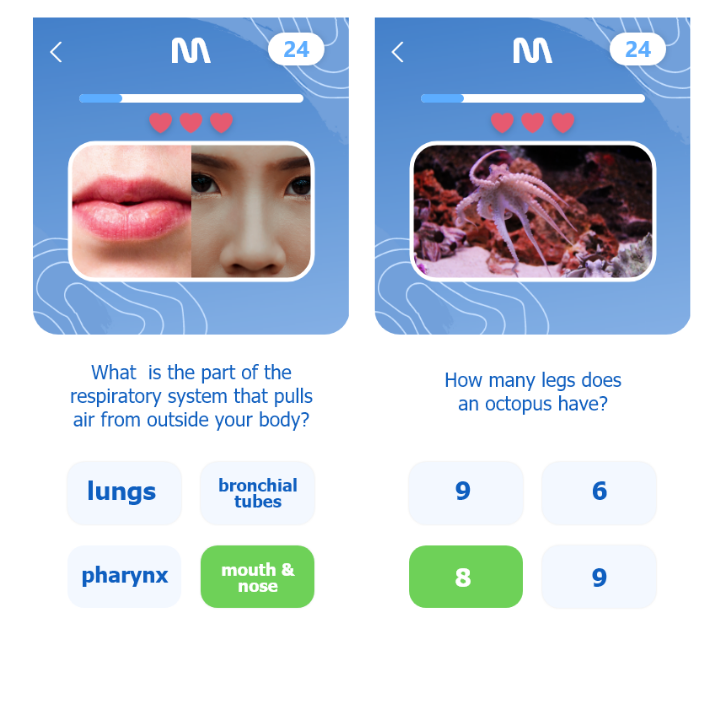 M
24
What  is the part of the
respiratory system that pulls
air from outside your body?
lungs
bronchial
tubes
pharynx
mouth &
nose
M
24
How many legs does
an octopus have?
9
6
8
9